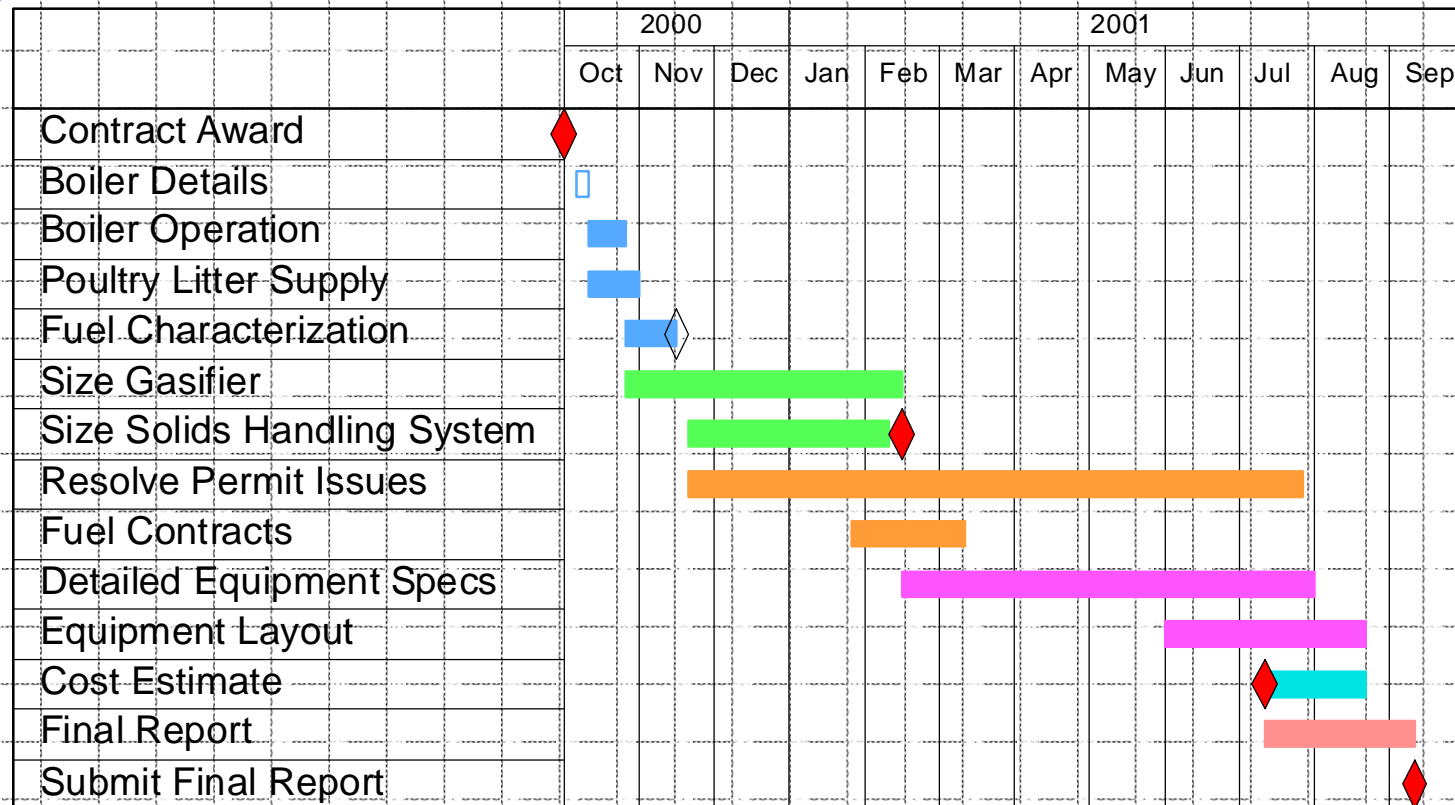 2000 2001
Oct Nov Dec Jan Feb Mar Apr May Jun Jul Aug Sep
Contract Award
Boiler Details
Boiler Operation
Poultry Litter Supply
Fuel Characterization
Size Gasifier
Size Solids Handling System
Resolve Permit Issues
Fuel Contracts
Detailed Equipment Specs
Equipment Layout
Cost Estimate
Final Report
Submit Final Report